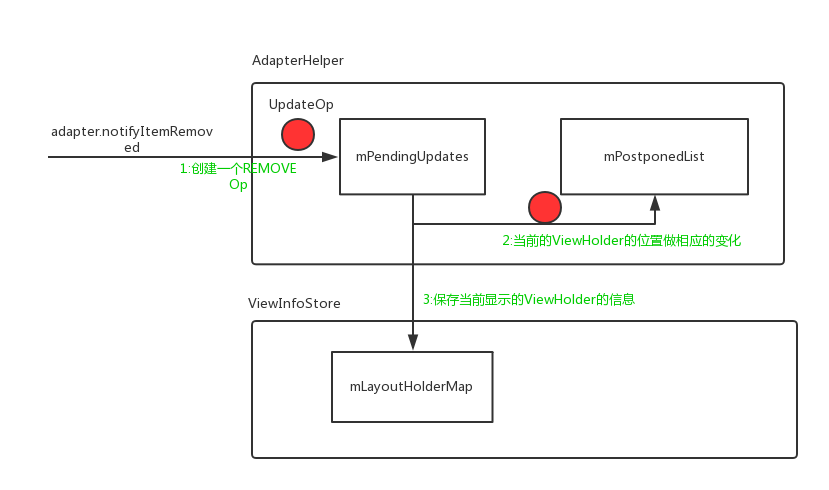 AdapterHelper
UpdateOp
adapter.notifyItemRemov
ed
mPendingUpdates
mPostponedList
1:创建一个REMOVE
Op
2:当前的ViewHolder的位置做相应的变化
ViewInfoStore
3:保存当前显示的ViewHolder的信息
mLayoutHolderMap